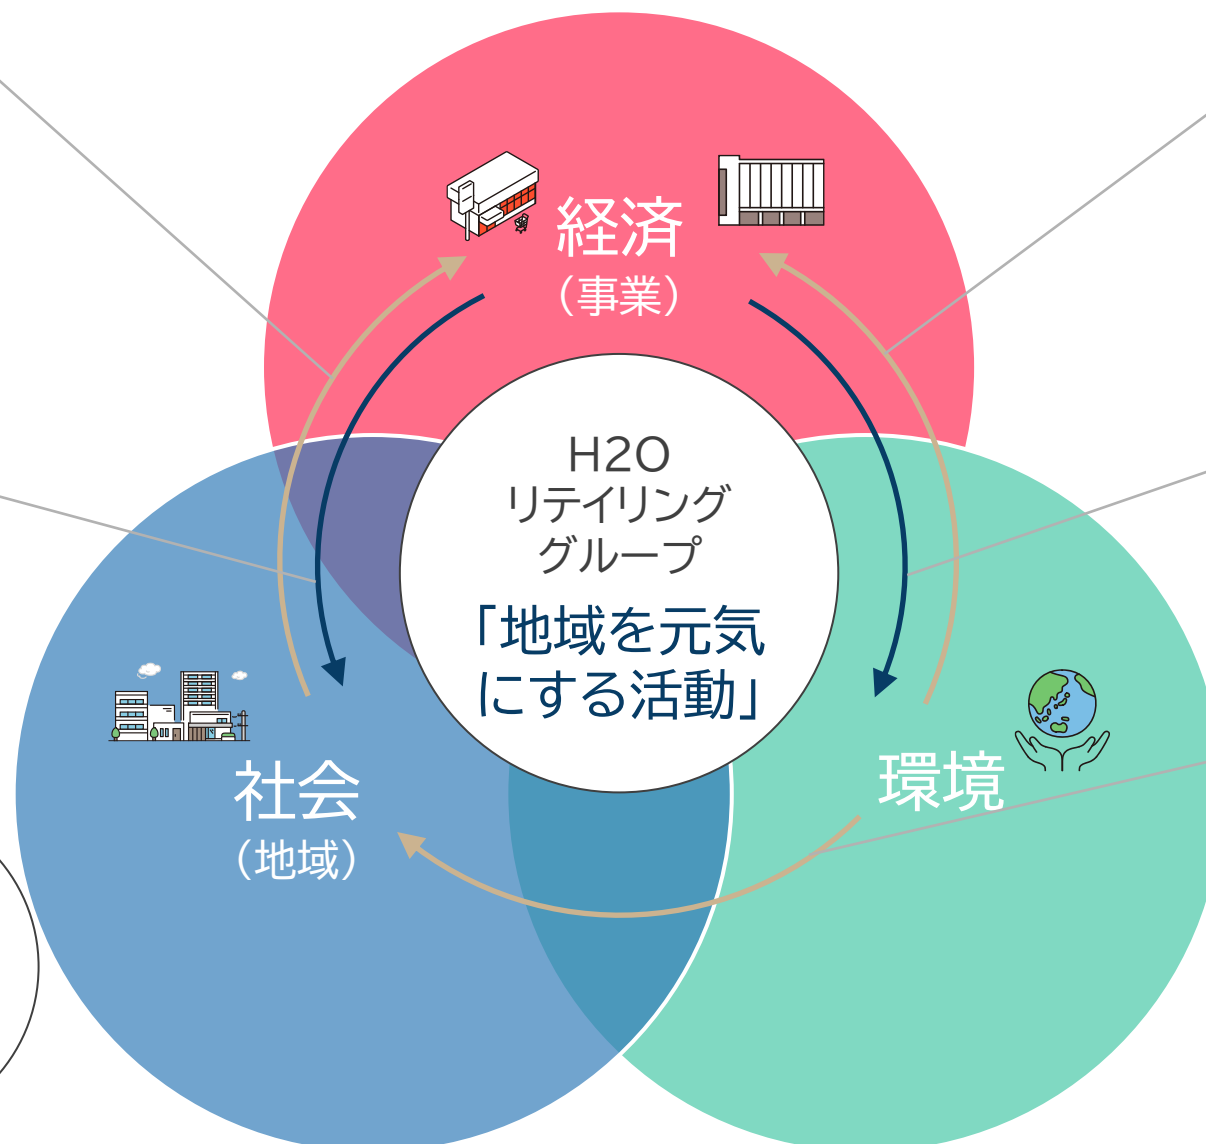 経済
（事業）
H2O
リテイリング
グループ
「地域を元気
にする活動」
社会
（地域）
環境